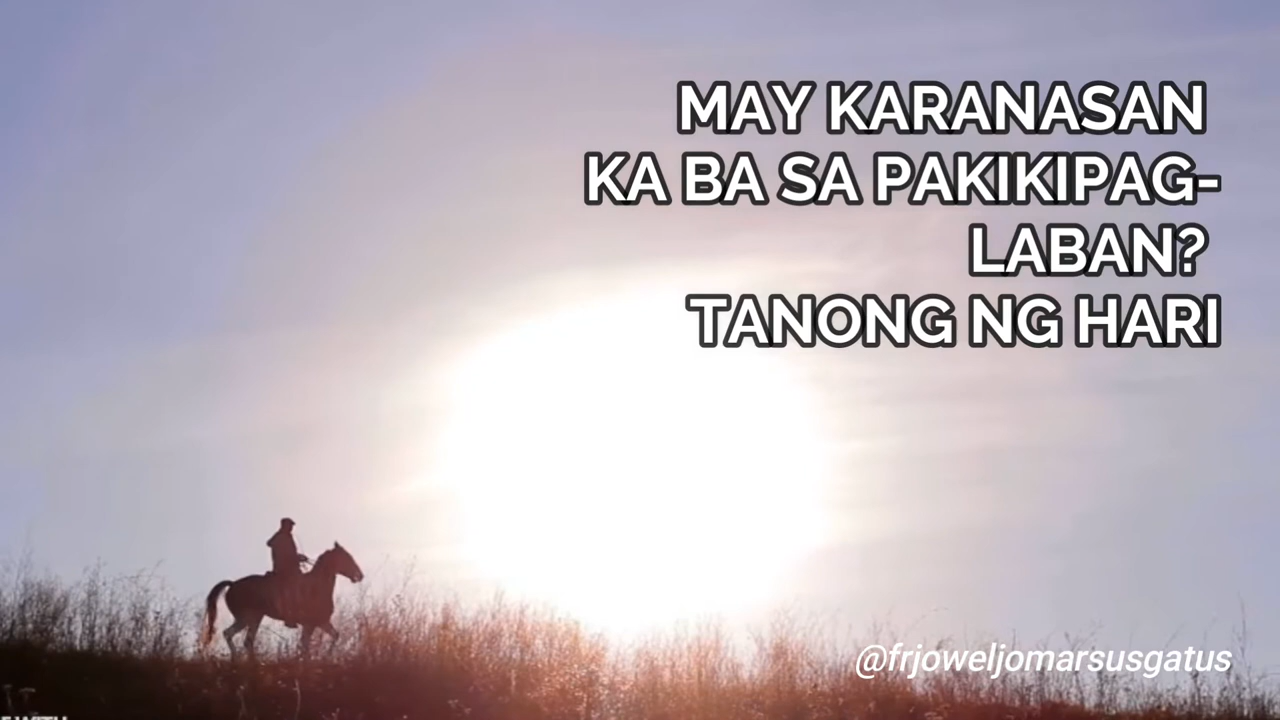 MAY KARANASAN
KA BA SA PAKIKIPAG-
LABAN?
TANONG NG HARI
@frjoweljomarsusgatus